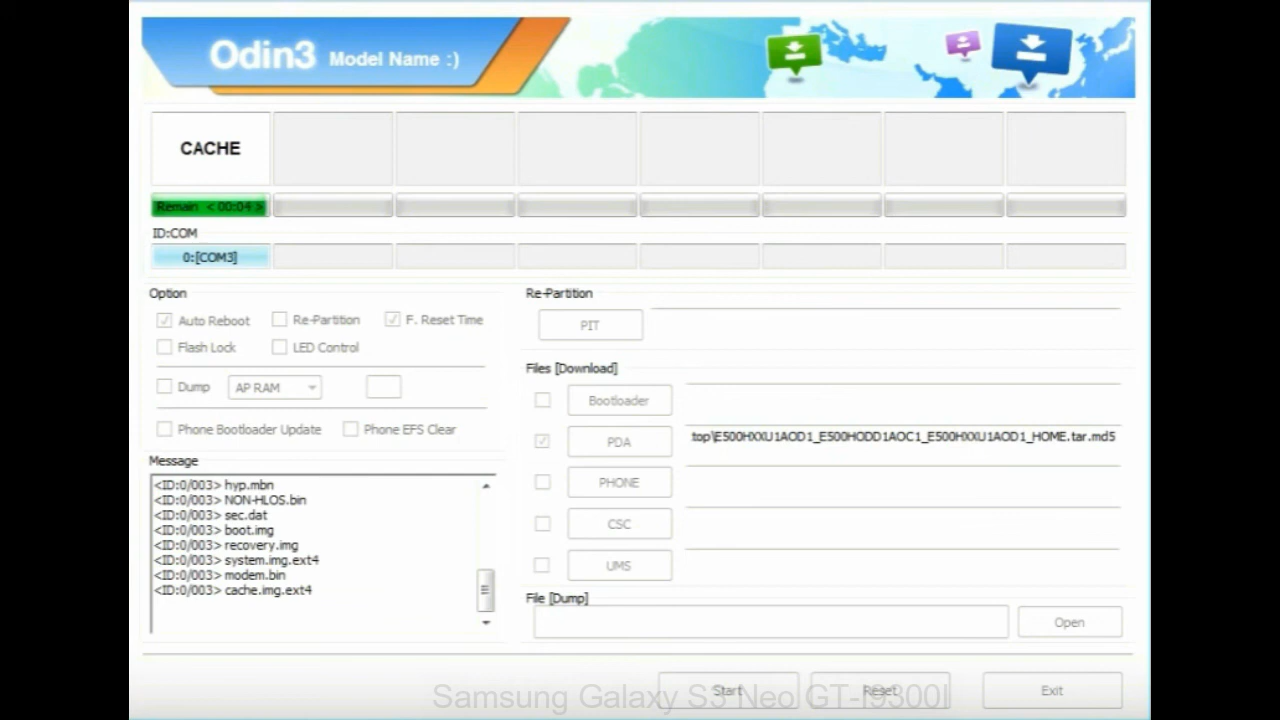 Odin3 Model Name :)
CACHE
Remain < 00:04 >
ID:COM
0:[COM3]
Option
Auto Reboot
Re-Partition
F. Reset Time
Flash Lock
LED Control
Dump
AP RAM
Phone Bootloader Update
Phone EFS Clear
Message
<ID:0/003> hyp.mbn
<ID:0/003> NON-HLOS.bin
<ID:0/003> sec.dat
<ID:0/003> boot.img
<ID:0/003> recovery.img
<ID:0/003> system.img.ext4
<ID:0/003> modem.bin
<ID:0/003> cache.img.ext4
Re-Partition
PIT
Files [Download]
Bootloader
PDA
top\E500HXXU1AOD1_E500HODD1AOC1_E500HXXU1AOD1_HOME.tar.md5
PHONE
CSC
UMS
File [Dump]
Open
Start
Reset
Exit
Samsung Galaxy S3 Neo GT-I9300I